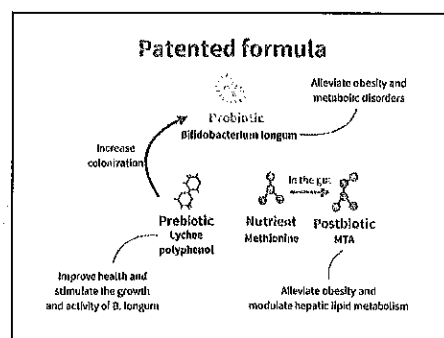 Patented formula
Alleviate obesity and
metabolic disorders
Probiotic
Bifidobacterium longum
Increase
colonization
In the gut
Prebiotic
Lychee
polyphenol
Nutrient
Methionine
Postbiotic
MTA
Improve health and
stimulate the growth
and activity of B. longum
Alleviate obesity and
modulate hepatic lipid metabolism